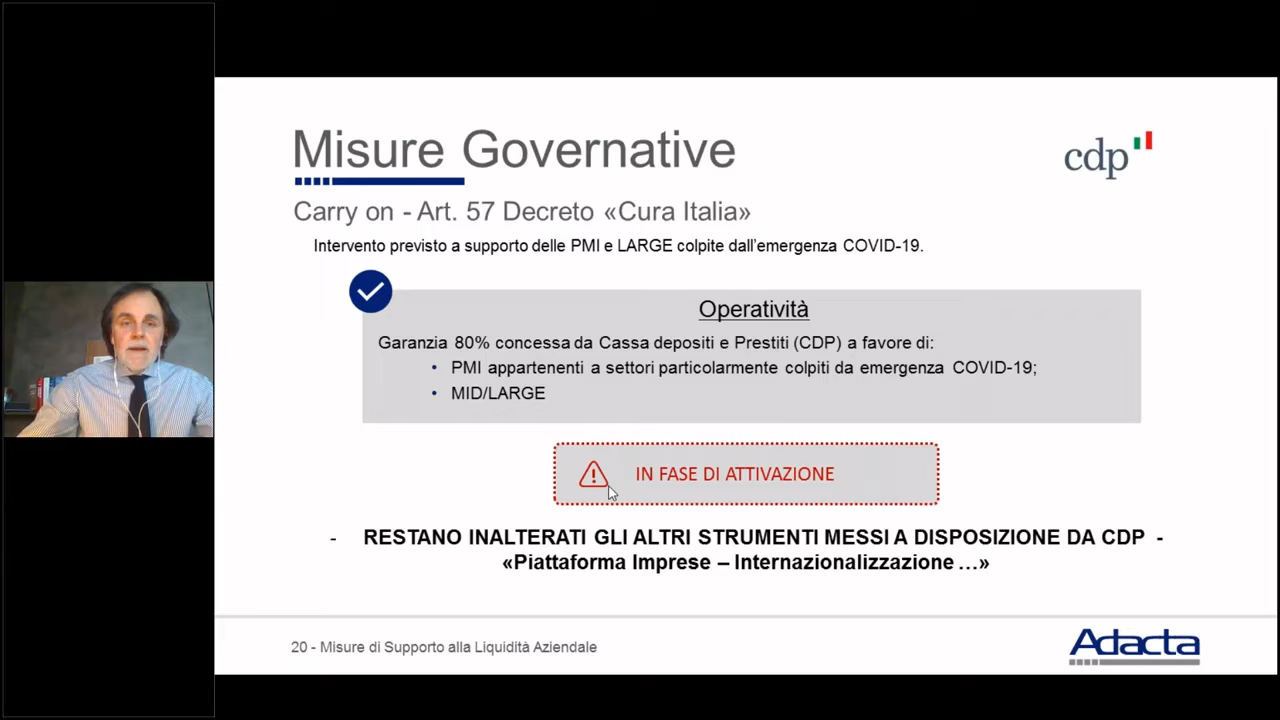 Misure Governative
cdp
Carry on - Art. 57 Decreto «Cura Italia»
Intervento previsto a supporto delle PMI e LARGE colpite dall'emergenza COVID-19.
Operatività
Garanzia 80% concessa da Cassa depositi e Prestiti (CDP) a favore di:
• PMI appartenenti a settori particolarmente colpiti da emergenza COVID-19;
• MID/LARGE
IN FASE DI ATTIVAZIONE
- RESTANO INALTERATI GLI ALTRI STRUMENTI MESSI A DISPOSIZIONE DA CDP -
«Piattaforma Imprese – Internazionalizzazione …»
20 - Misure di Supporto alla Liquidità Aziendale
Adacta